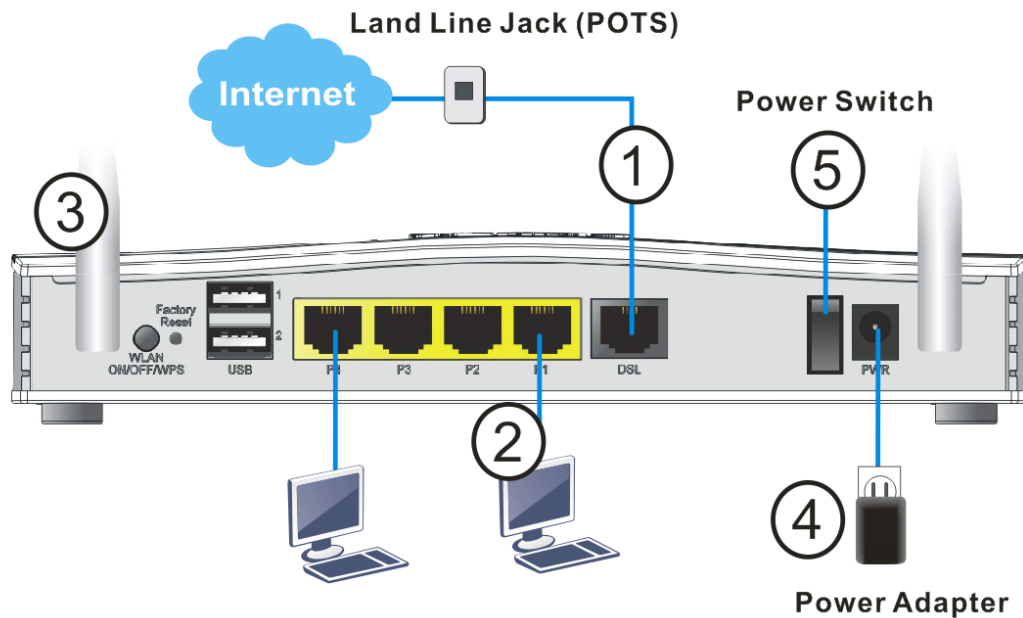 Land Line Jack (POTS)
Internet
Power Switch
1
5
3
1
Factory
Reset
2
WLAN
ON/OFF/WPS
USB
P4
P3
P2
P1
DSL
PWR
2
4
Power Adapter